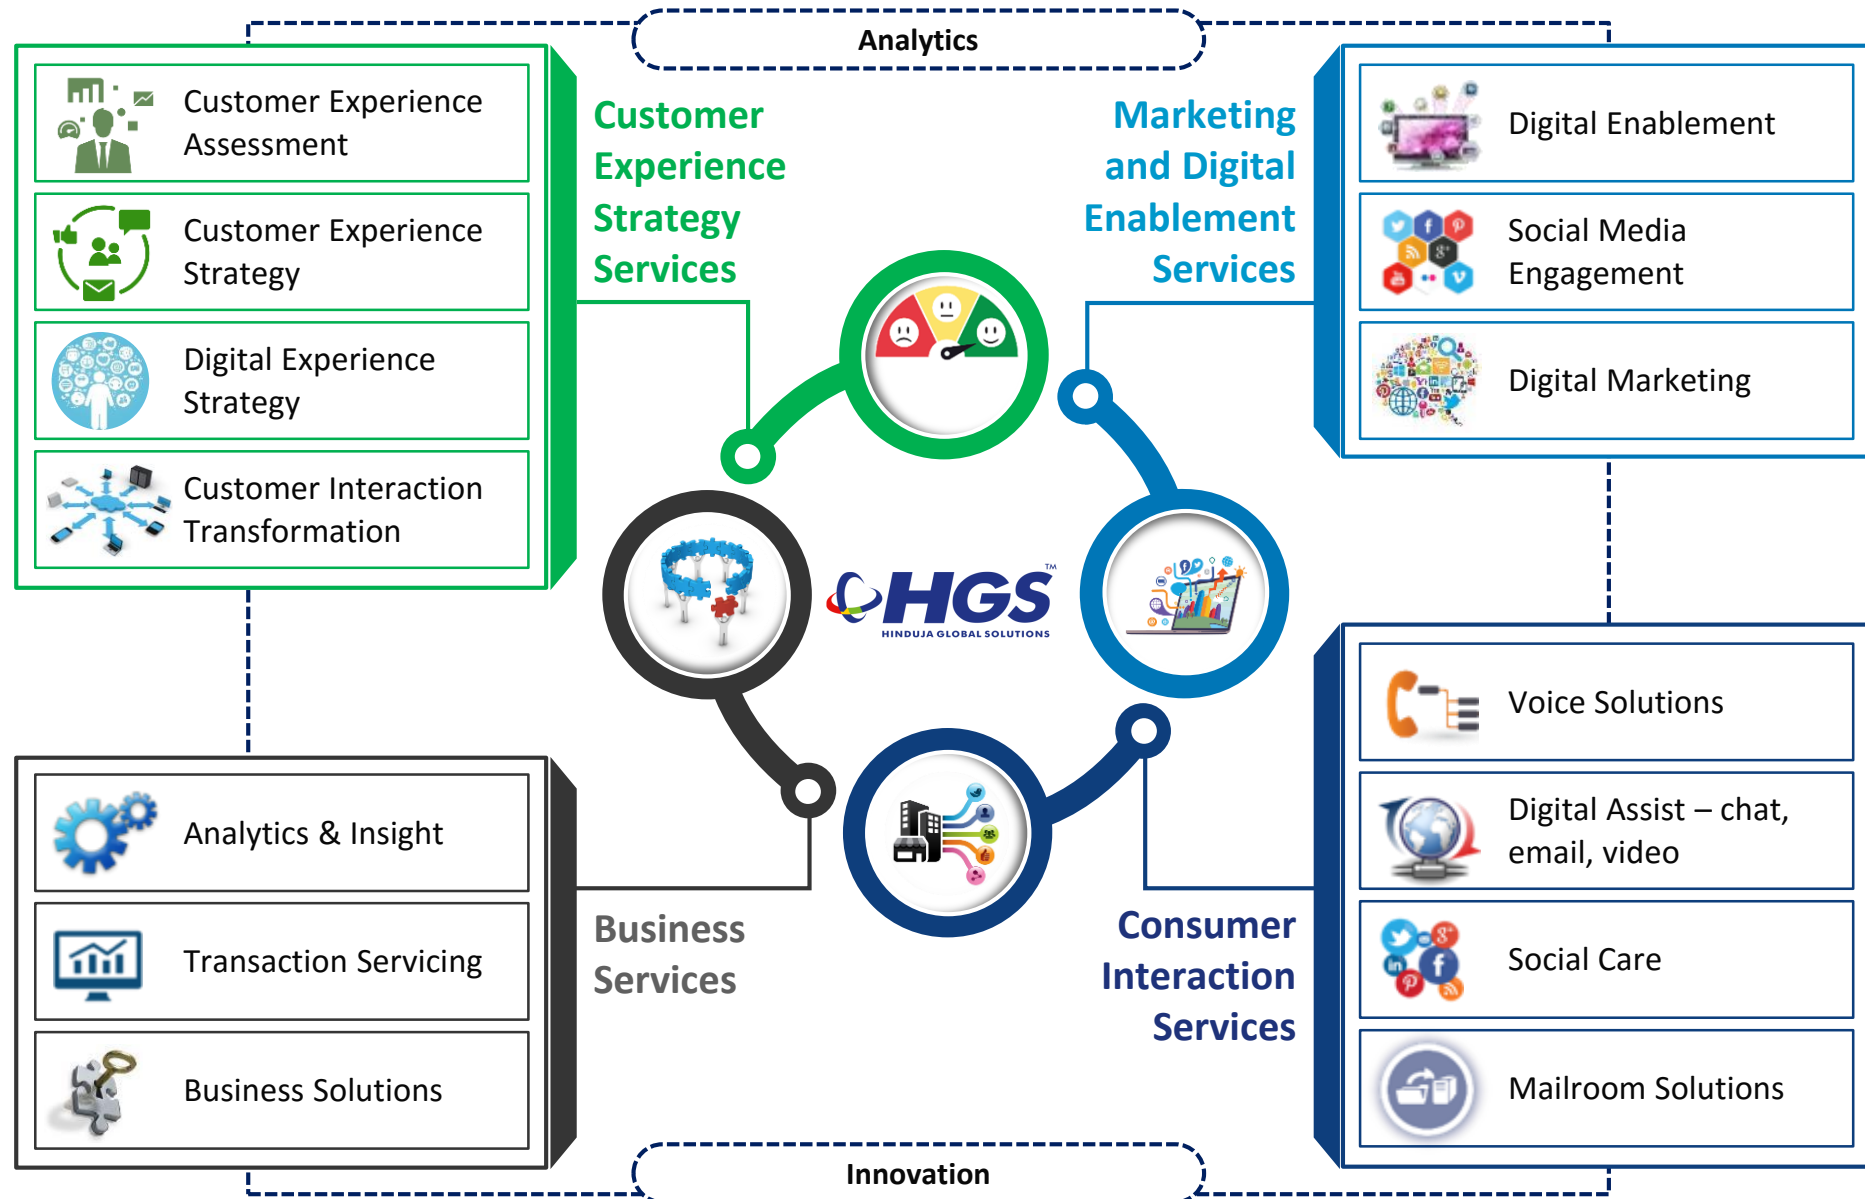 Analytics
Customer Experience
Assessment
Customer Experience
Strategy
Digital Experience
Strategy
Customer Interaction
Transformation
Customer
Experience
Strategy
Services
Marketing
and Digital
Enablement
Services
Digital Enablement
Social Media
Engagement
Digital Marketing
HGS™
HINDUJA GLOBAL SOLUTIONS
Analytics & Insight
Transaction Servicing
Business Solutions
Business
Services
Consumer
Interaction
Services
Voice Solutions
Digital Assist – chat,
email, video
Social Care
Mailroom Solutions
Innovation